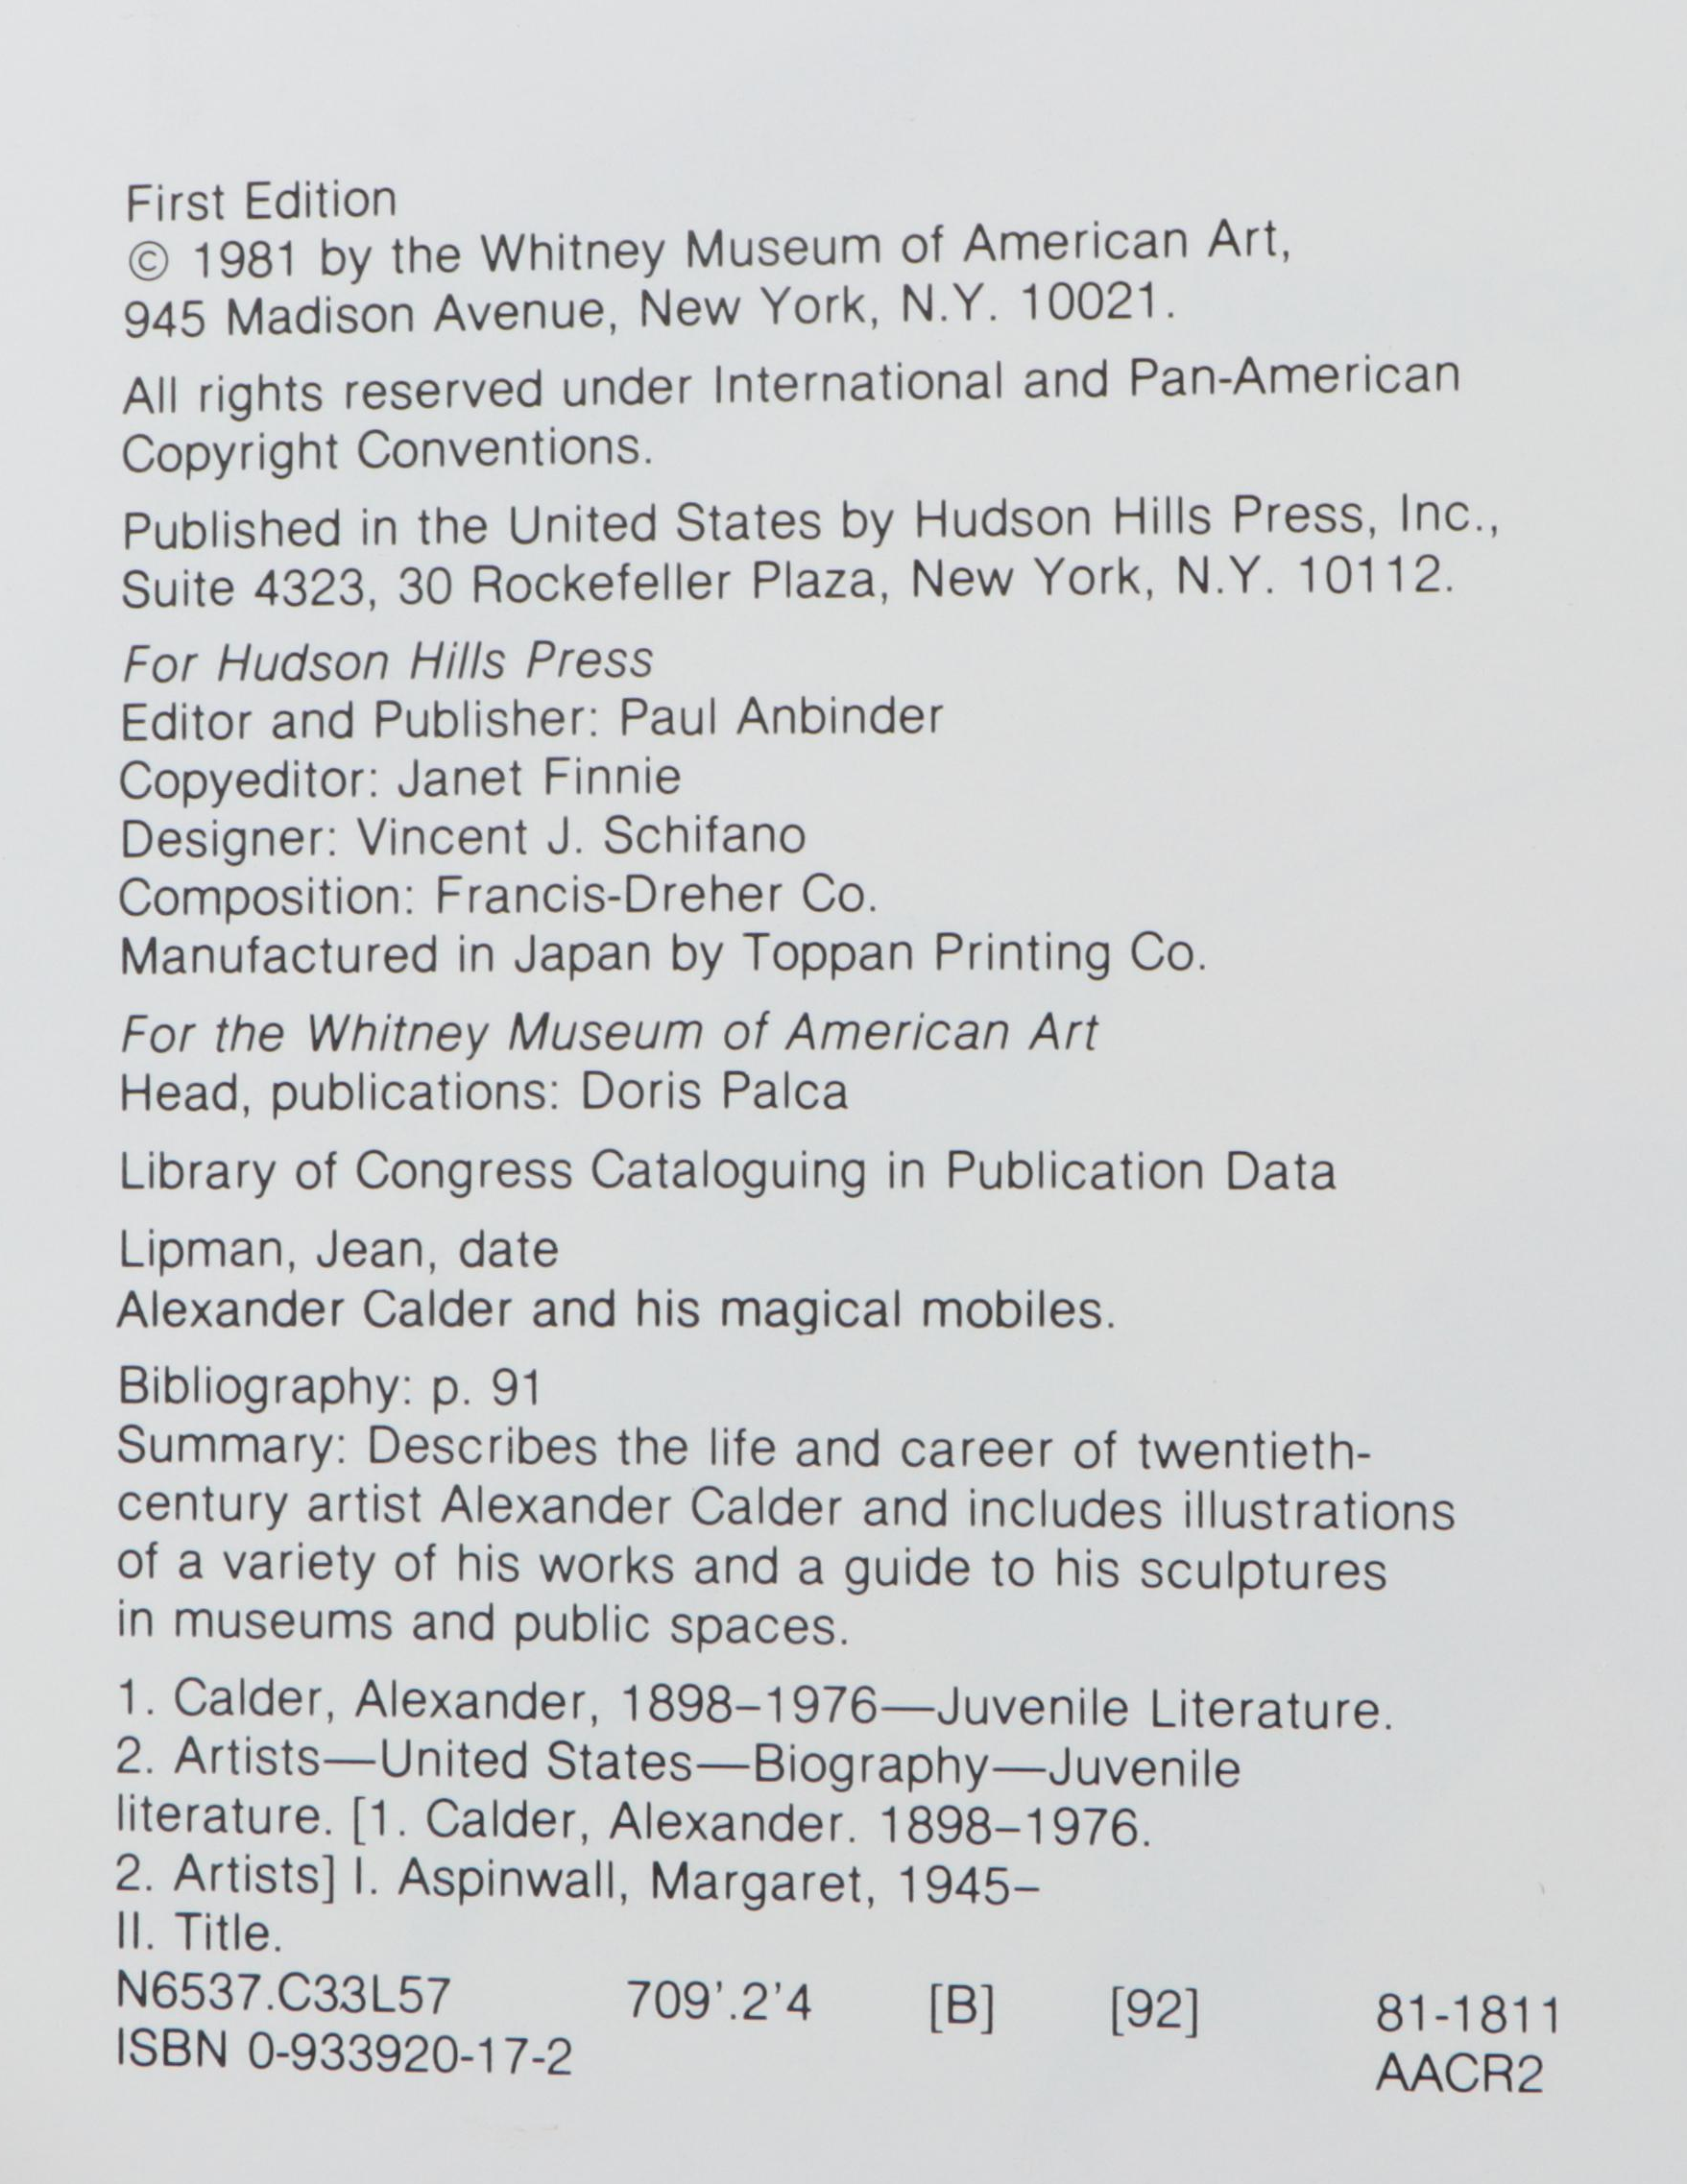 First Edition
© 1981 by the Whitney Museum of American Art,
945 Madison Avenue, New York, N.Y. 10021.
All rights reserved under International and Pan-American
Copyright Conventions.
Published in the United States by Hudson Hills Press, Inc.,
Suite 4323, 30 Rockefeller Plaza, New York, N.Y. 10112.
For Hudson Hills Press
Editor and Publisher: Paul Anbinder
Copyeditor: Janet Finnie
Designer: Vincent J. Schifano
Composition: Francis-Dreher Co.
Manufactured in Japan by Toppan Printing Co.
For the Whitney Museum of American Art
Head, publications: Doris Palca
Library of Congress Cataloguing in Publication Data
Lipman, Jean, date
Alexander Calder and his magical mobiles.
Bibliography: p. 91
Summary: Describes the life and career of twentieth-
century artist Alexander Calder and includes illustrations
of a variety of his works and a guide to his sculptures
in museums and public spaces.
1. Calder, Alexander, 1898–1976—Juvenile Literature.
2. Artists—United States—Biography—Juvenile
literature. [1. Calder, Alexander. 1898–1976.
2. Artists] I. Aspinwall, Margaret, 1945–
II. Title.
N6537.C33L57 709'.2'4 [B] [92] 81-1811
ISBN 0-933920-17-2 AACR2